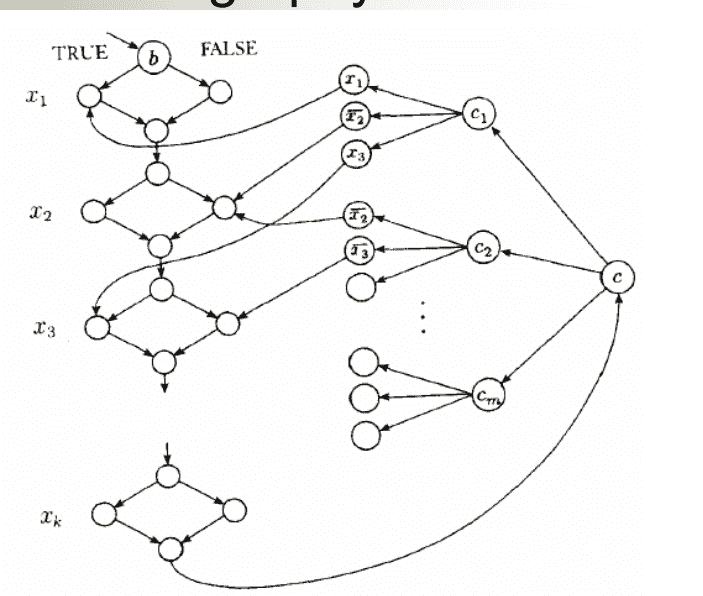 TRUE
b
FALSE
x₁
x₁
x̅₂
x₃
c₁
x₂
x̅₂
x̅₃
c₂
c
x₃
⋮
cₘ
xₖ